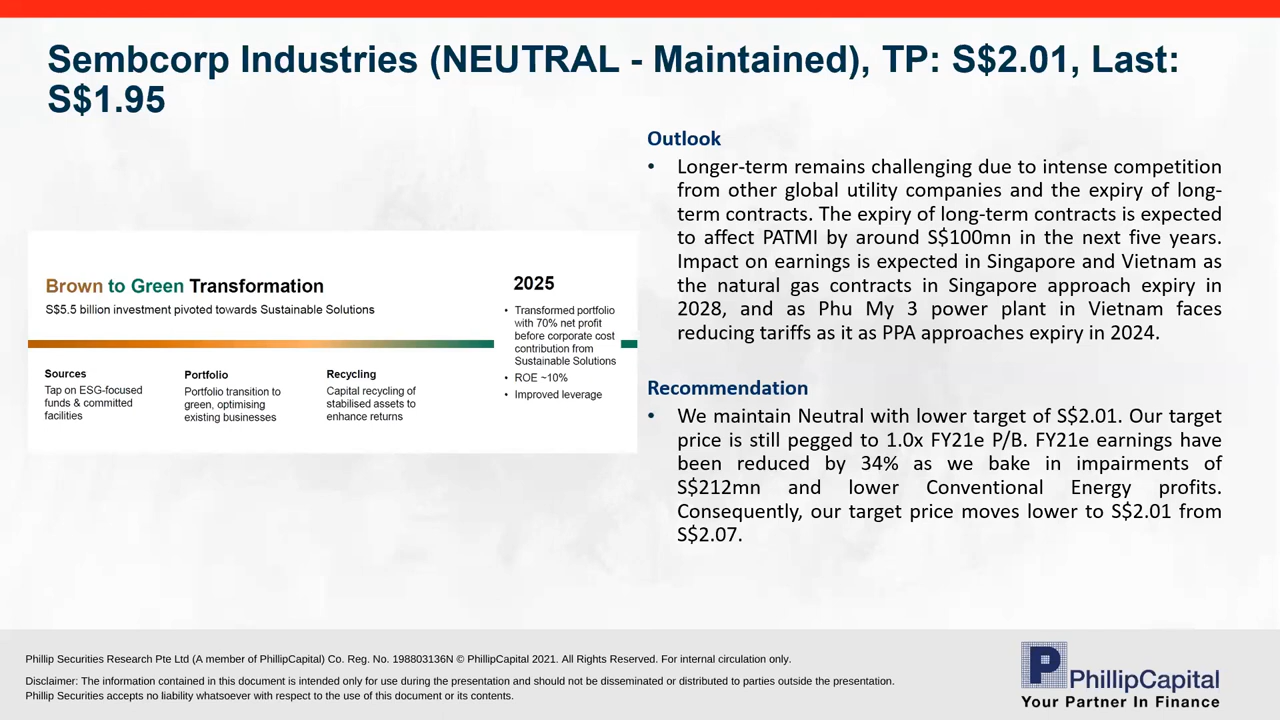 Sembcorp Industries (NEUTRAL - Maintained), TP: S$2.01, Last:
S$1.95
Brown to Green Transformation
S$5.5 billion investment pivoted towards Sustainable Solutions
Sources
Tap on ESG-focused
funds & committed
facilities
Portfolio
Portfolio transition to
green, optimising
existing businesses
Recycling
Capital recycling of
stabilised assets to
enhance returns
2025
• Transformed portfolio
with 70% net profit
before corporate cost
contribution from
Sustainable Solutions
• ROE ~10%
• Improved leverage
Outlook
• Longer-term remains challenging due to intense competition
from other global utility companies and the expiry of long-
term contracts. The expiry of long-term contracts is expected
to affect PATMI by around S$100mn in the next five years.
Impact on earnings is expected in Singapore and Vietnam as
the natural gas contracts in Singapore approach expiry in
2028, and as Phu My 3 power plant in Vietnam faces
reducing tariffs as it as PPA approaches expiry in 2024.
Recommendation
• We maintain Neutral with lower target of S$2.01. Our target
price is still pegged to 1.0x FY21e P/B. FY21e earnings have
been reduced by 34% as we bake in impairments of
S$212mn and lower Conventional Energy profits.
Consequently, our target price moves lower to S$2.01 from
S$2.07.
Phillip Securities Research Pte Ltd (A member of PhillipCapital) Co. Reg. No. 198803136N © PhillipCapital 2021. All Rights Reserved. For internal circulation only.
Disclaimer: The information contained in this document is intended only for use during the presentation and should not be disseminated or distributed to parties outside the presentation.
Phillip Securities accepts no liability whatsoever with respect to the use of this document or its contents.
P PhillipCapital
Your Partner In Finance